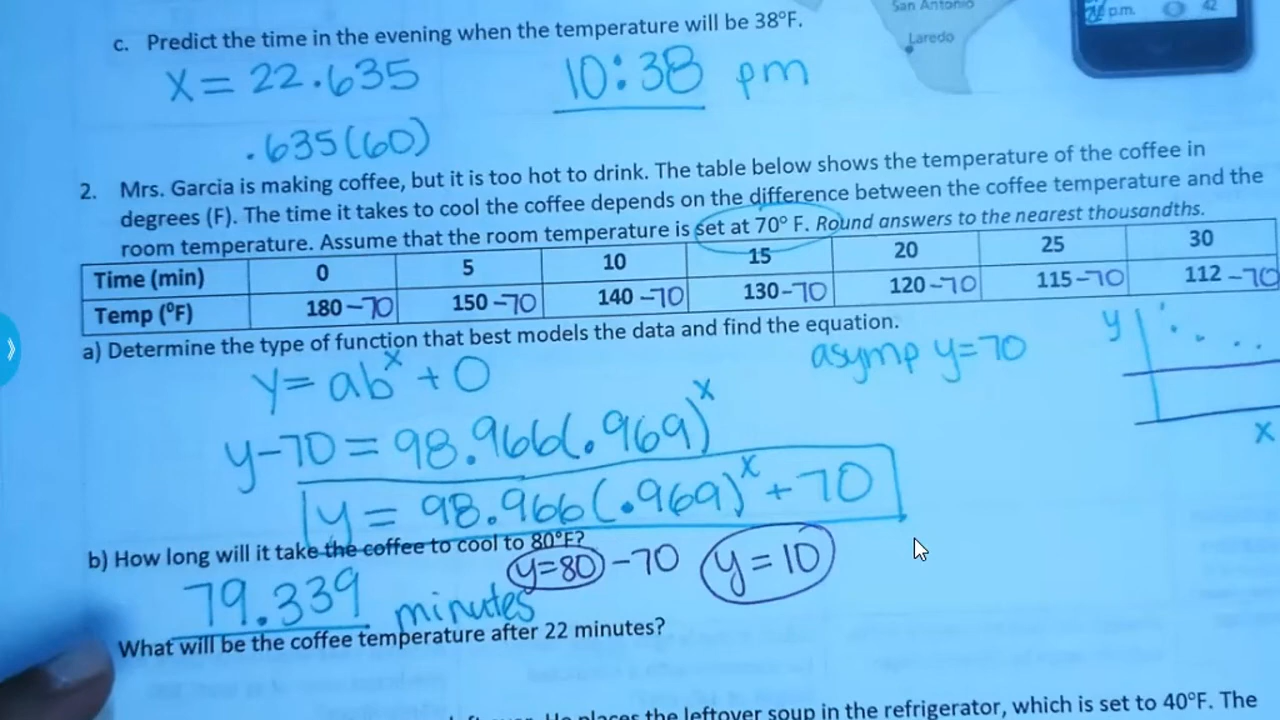 San Antonio
Laredo
p.m.
42
c. Predict the time in the evening when the temperature will be 38°F.
x = 22.635
10:38 pm
.635(60)
2. Mrs. Garcia is making coffee, but it is too hot to drink. The table below shows the temperature of the coffee in
degrees (F). The time it takes to cool the coffee depends on the difference between the coffee temperature and the
room temperature. Assume that the room temperature is set at 70° F. Round answers to the nearest thousandths.
Time (min) 0 5 10 15 20 25 30
Temp (⁰F) 180 -70 150 -70 140 -70 130 -70 120 -70 115 -70 112 -70
a) Determine the type of function that best models the data and find the equation.
y = ab^x + 0
asymp y=70
y
x
y-70 = 98.966(.969)^x
y = 98.966(.969)^x + 70
b) How long will it take the coffee to cool to 80°F?
y=80 -70 y=10
79.339 minutes
What will be the coffee temperature after 22 minutes?
the leftover soup in the refrigerator, which is set to 40°F. The